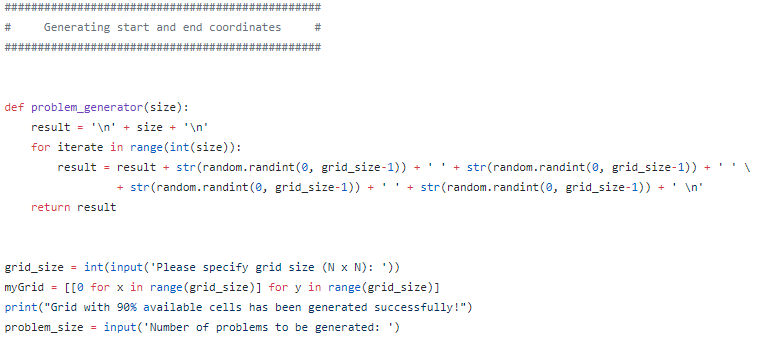 ################################################
#     Generating start and end coordinates     #
################################################
def problem_generator(size):
    result = '\n' + size + '\n'
    for iterate in range(int(size)):
        result = result + str(random.randint(0, grid_size-1)) + ' ' + str(random.randint(0, grid_size-1)) + ' ' \
                 + str(random.randint(0, grid_size-1)) + ' ' + str(random.randint(0, grid_size-1)) + ' \n'
    return result
grid_size = int(input('Please specify grid size (N x N): '))
myGrid = [[0 for x in range(grid_size)] for y in range(grid_size)]
print("Grid with 90% available cells has been generated successfully!")
problem_size = input('Number of problems to be generated: ')